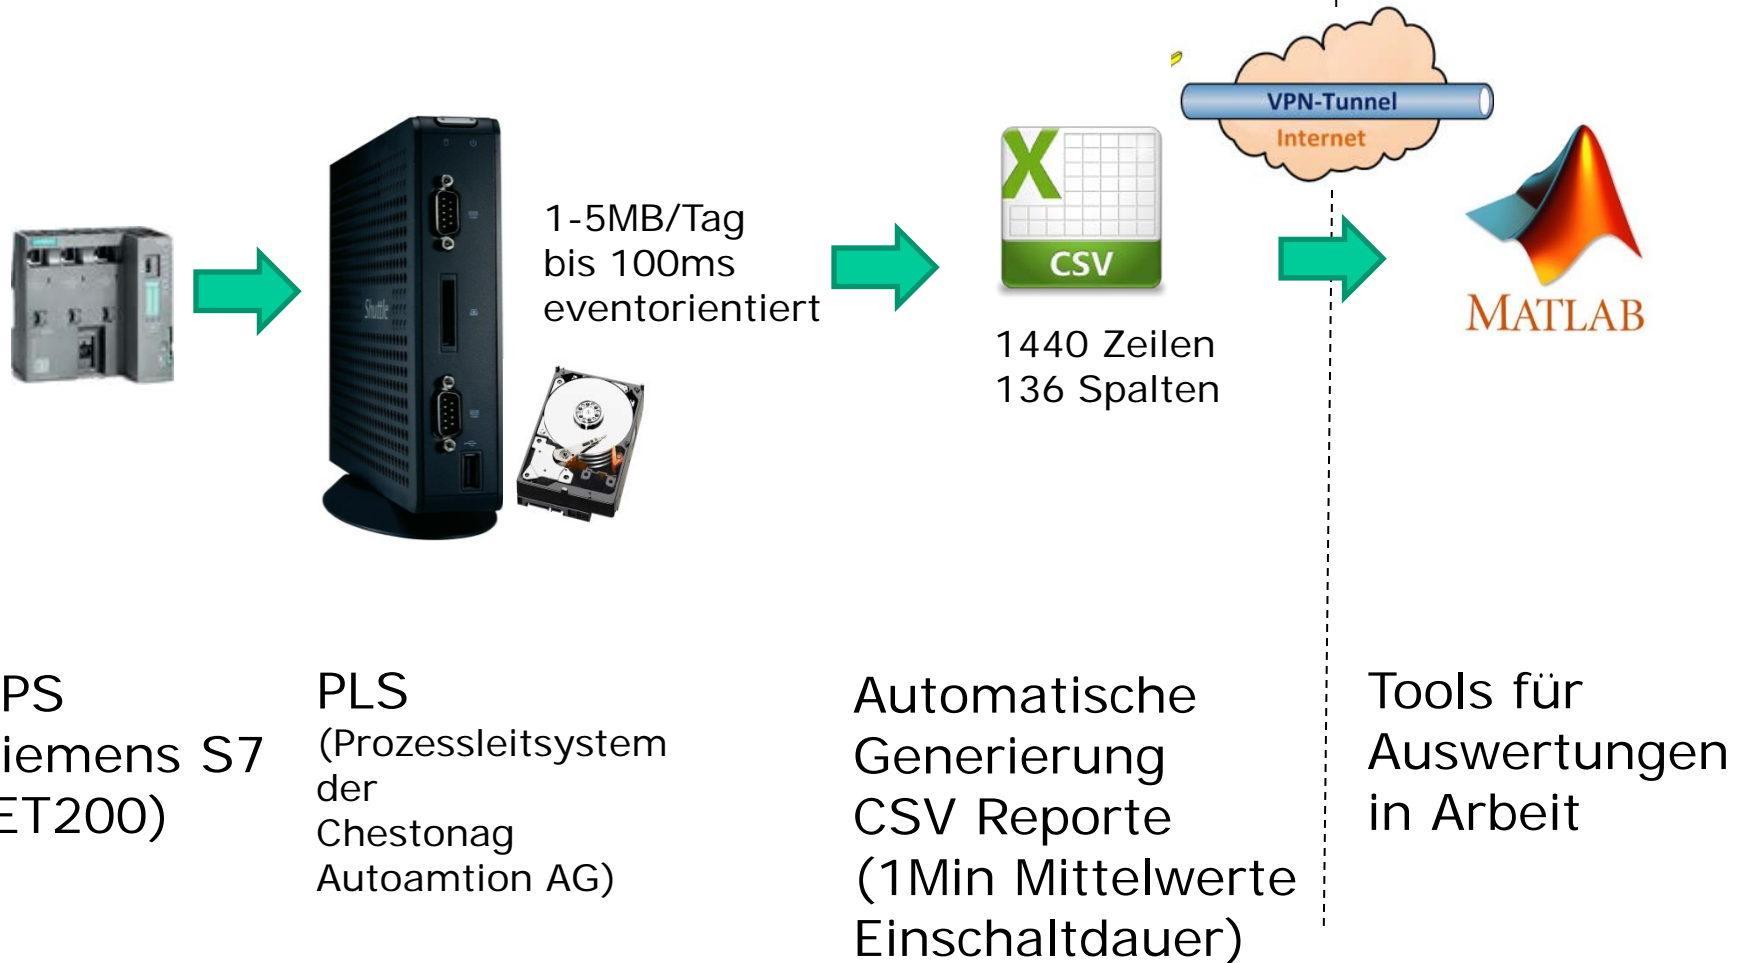 VPN-Tunnel
Internet
1-5MB/Tag
bis 100ms
eventorientiert
Shuttle
X
CSV
1440 Zeilen
136 Spalten
MATLAB
PS
iemens S7
ET200)
PLS
(Prozessleitsystem
der
Chestonag
Autoamtion AG)
Automatische
Generierung
CSV Reporte
(1Min Mittelwerte
Einschaltdauer)
Tools für
Auswertungen
in Arbeit